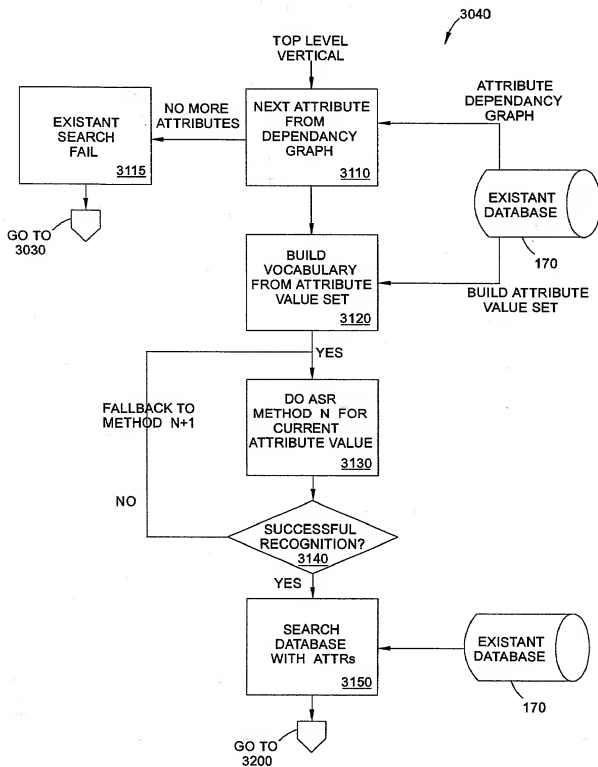 3040
TOP LEVEL
VERTICAL
ATTRIBUTE
DEPENDANCY
GRAPH
NO MORE
ATTRIBUTES
EXISTANT
SEARCH
FAIL
3115
NEXT ATTRIBUTE
FROM
DEPENDANCY
GRAPH
3110
EXISTANT
DATABASE
170
GO TO
3030
BUILD
VOCABULARY
FROM ATTRIBUTE
VALUE SET
3120
BUILD ATTRIBUTE
VALUE SET
YES
FALLBACK TO
METHOD N+1
DO ASR
METHOD N FOR
CURRENT
ATTRIBUTE VALUE
3130
NO
SUCCESSFUL
RECOGNITION?
3140
YES
SEARCH
DATABASE
WITH ATTRs
3150
EXISTANT
DATABASE
170
GO TO
3200